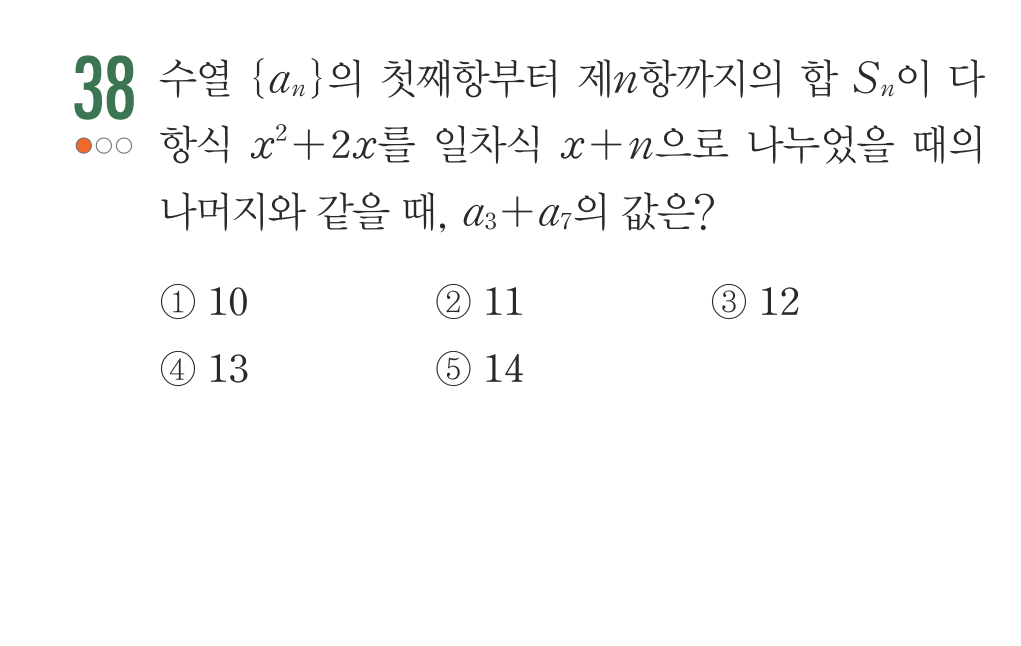 38 수열 {aₙ}의 첫째항부터 제n항까지의 합 Sₙ이 다
항식 x²+2x를 일차식 x+n으로 나누었을 때의
나머지와 같을 때, a₃+a₇의 값은?
① 10 ② 11 ③ 12
④ 13 ⑤ 14